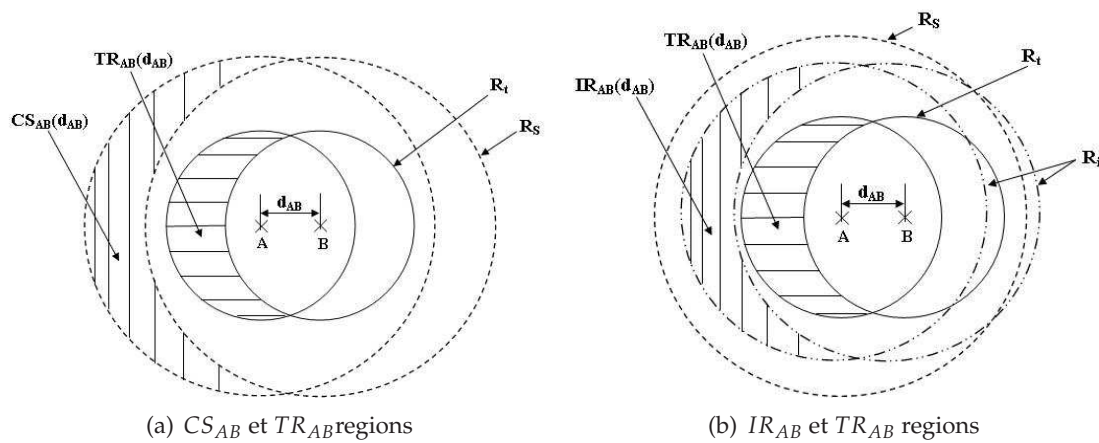 TR_AB(d_AB)
CS_AB(d_AB)
R_t
R_S
d_AB
A
B
(a) CS_AB et TR_AB regions
R_S
TR_AB(d_AB)
R_t
IR_AB(d_AB)
R_i
d_AB
A
B
(b) IR_AB et TR_AB regions